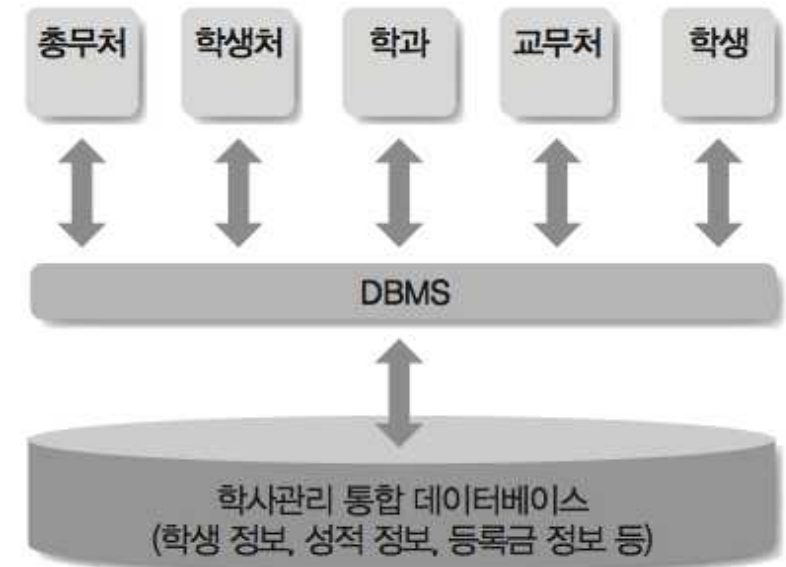 총무처
학생처
학과
교무처
학생
DBMS
학사관리 통합 데이터베이스
(학생 정보, 성적 정보, 등록금 정보 등)